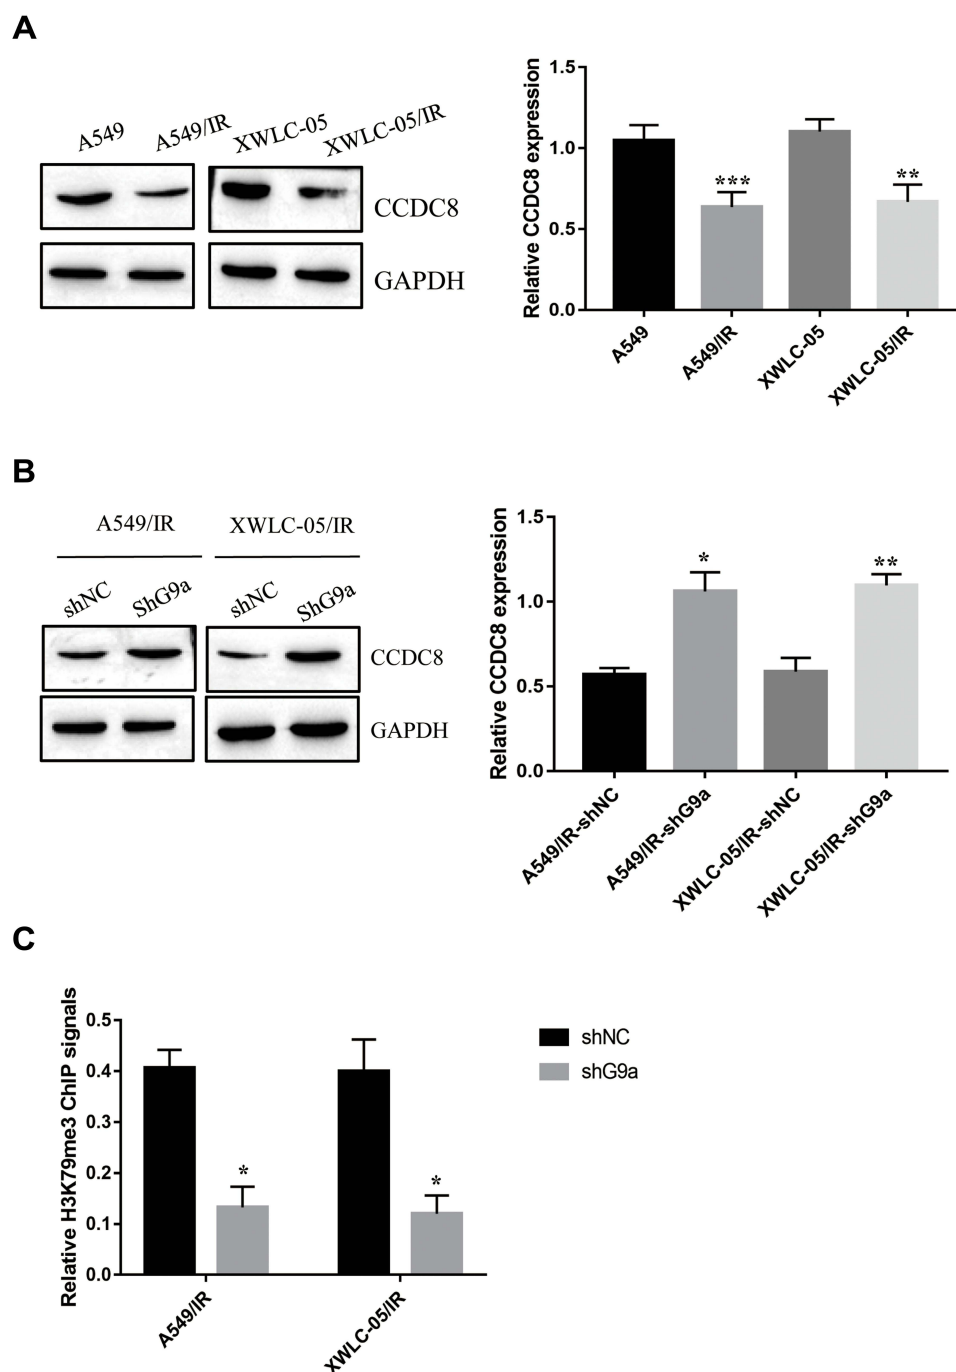 A
A549 A549/IR XWLC-05 XWLC-05/IR
CCDC8
GAPDH
Relative CCDC8 expression
1.5
1.0
0.5
0.0
*** **
A549 A549/IR XWLC-05 XWLC-05/IR
B
A549/IR XWLC-05/IR
shNC ShG9a shNC ShG9a
CCDC8
GAPDH
Relative CCDC8 expression
1.5
1.0
0.5
0.0
* **
A549/IR-shNC A549/IR-shG9a XWLC-05/IR-shNC XWLC-05/IR-shG9a
C
Relative H3K79me3 ChIP signals
0.5
0.4
0.3
0.2
0.1
0.0
* *
A549/IR XWLC-05/IR
shNC
shG9a